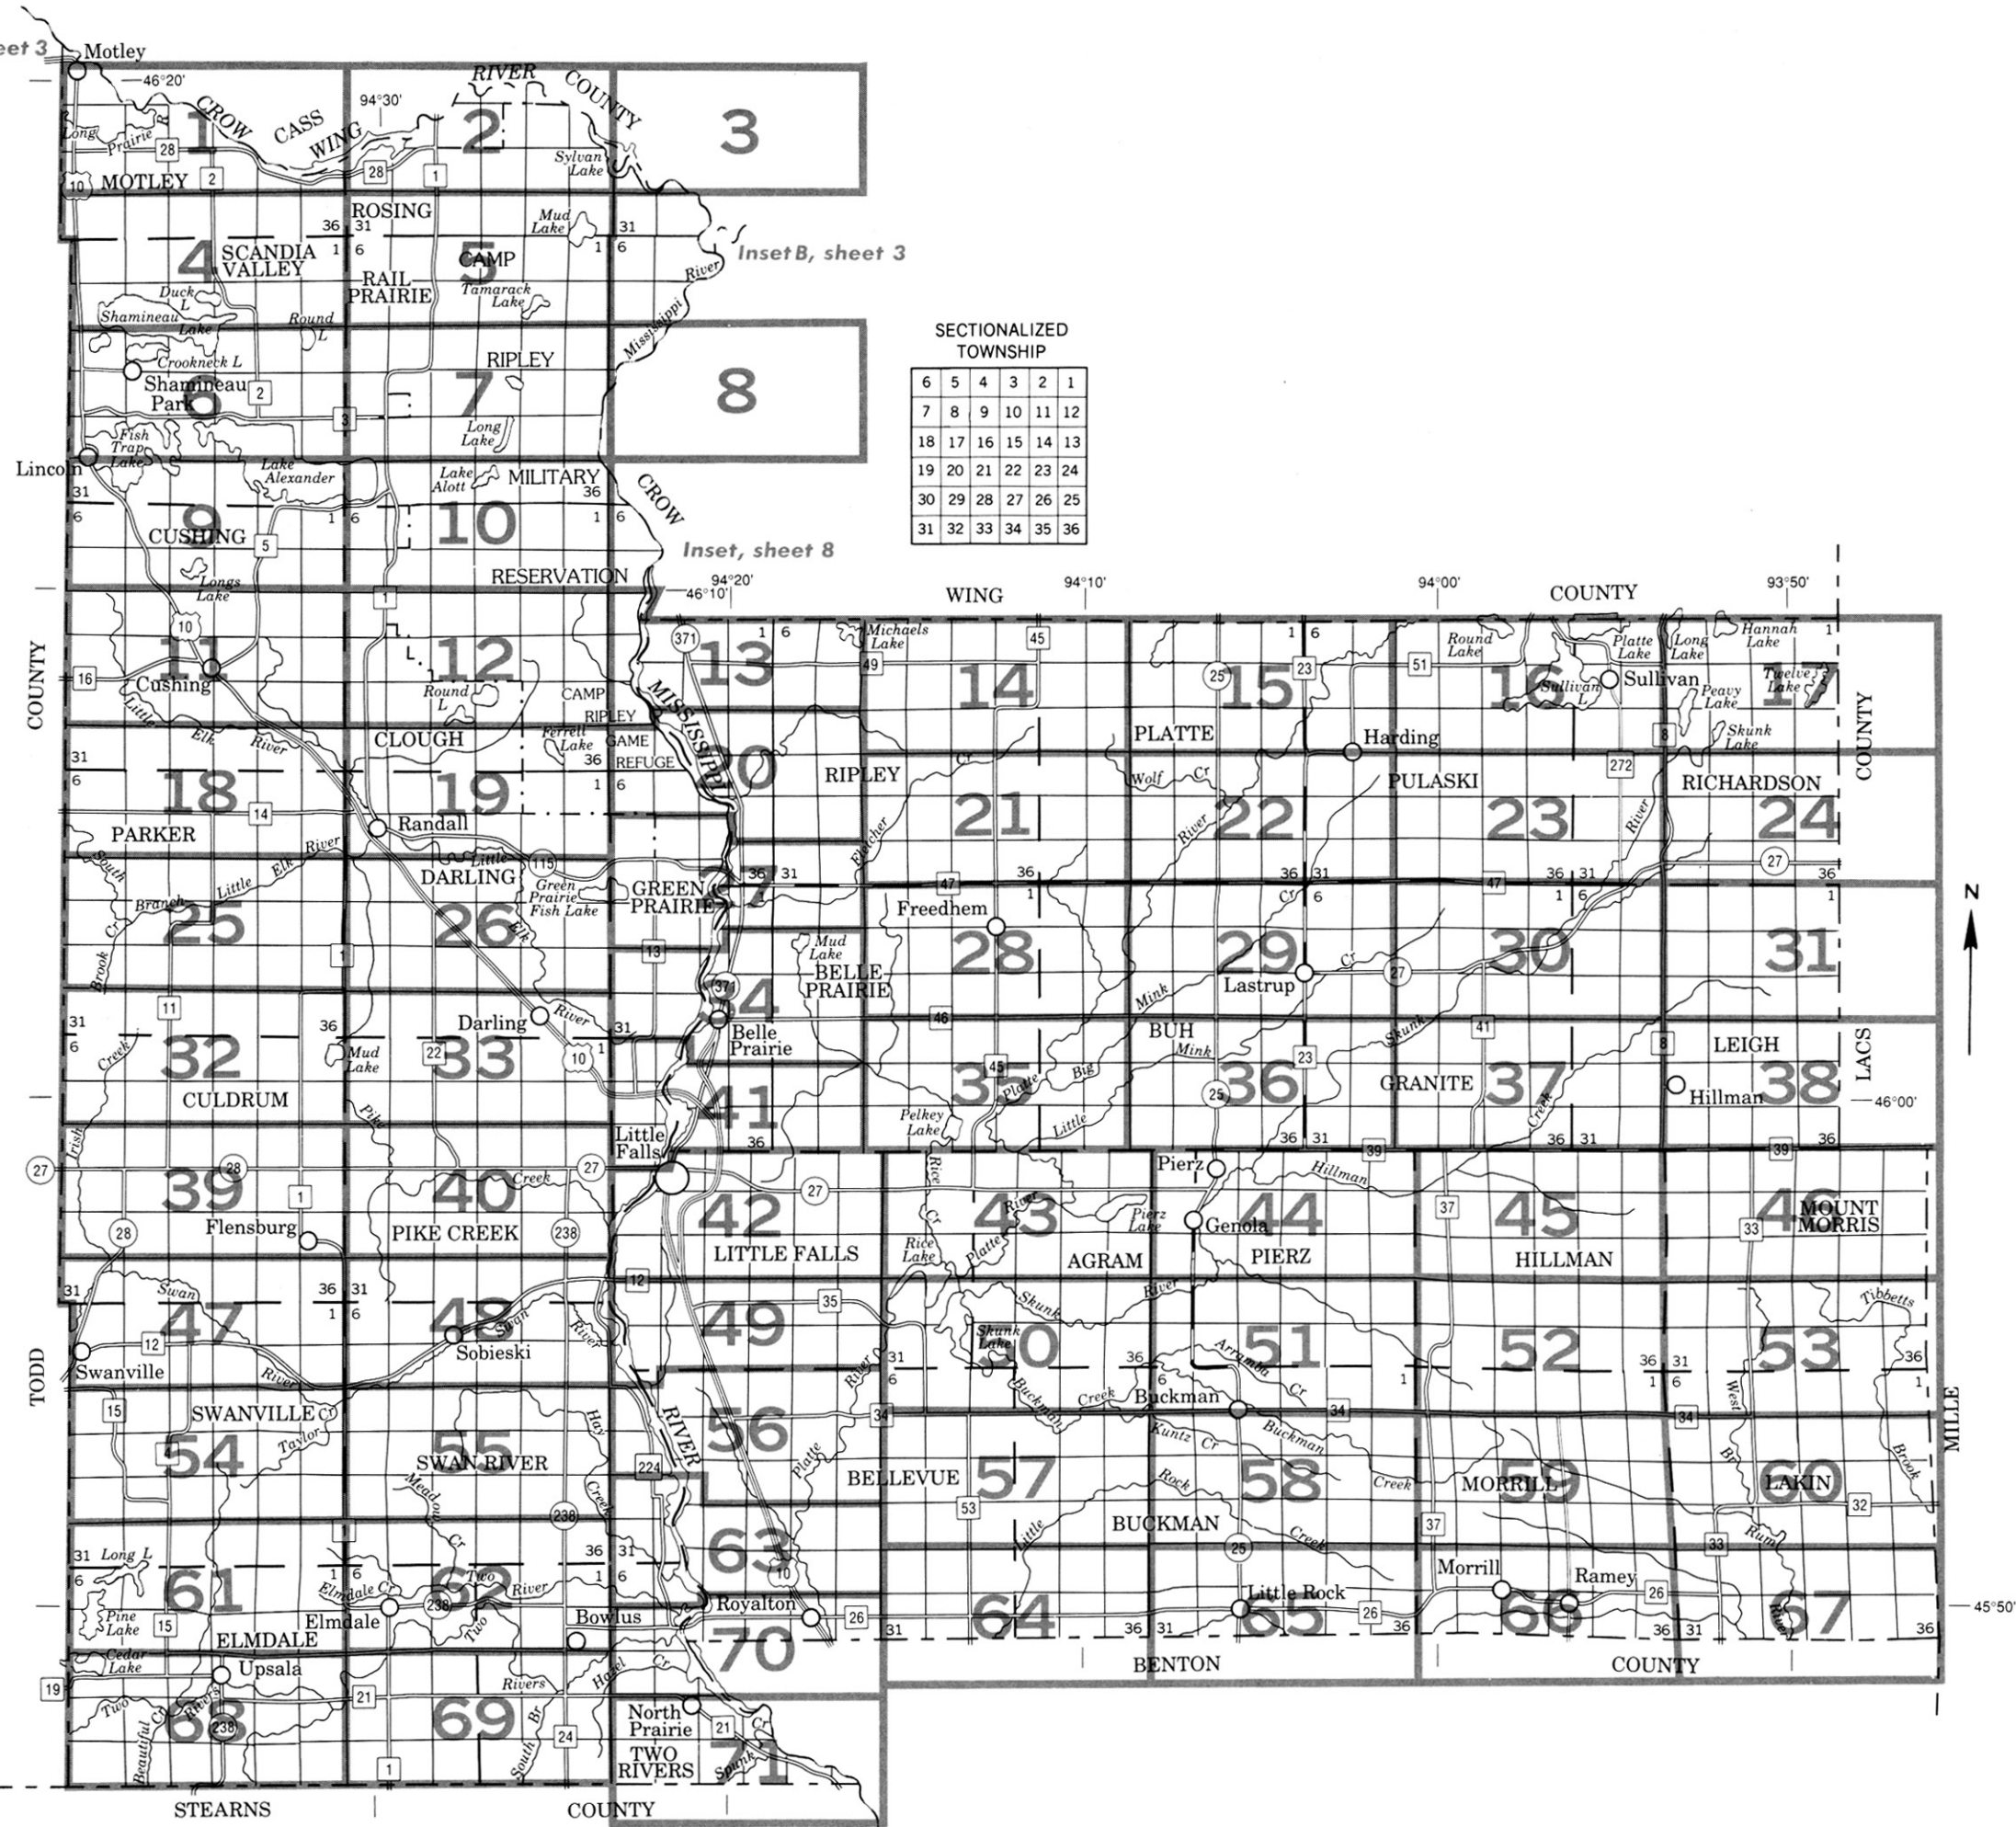 eet 3
Motley
46°20'
RIVER
COUNTY
CROW
CASS
WING
94°30'
1
2
3
Long
Prairie
R
28
28
1
2
10
MOTLEY
Sylvan
Lake
ROSING
36 31
1 6
Mud
Lake
31
1 6
Inset B, sheet 3
4
SCANDIA
VALLEY
5
CAMP
RAIL
PRAIRIE
Tamarack
Lake
River
Mississippi
Duck
L
Shamineau
Lake
Round
L
SECTIONALIZED
TOWNSHIP
6 5 4 3 2 1
7 8 9 10 11 12
18 17 16 15 14 13
19 20 21 22 23 24
30 29 28 27 26 25
31 32 33 34 35 36
Crookneck L
Shamineau
Park
6
2
3
RIPLEY
7
8
Long
Lake
Fish
Trap
Lake
Lincoln
Lake
Alexander
Lake
Alott
MILITARY
36
1 6
CROW
31
6
9
1 6
10
CUSHING
5
Inset, sheet 8
Longs
Lake
RESERVATION
94°20'
46°10'
WING
94°10'
94°00'
COUNTY
93°50'
COUNTY
10
11
1
12
16
Cushing
L
Round
L
CAMP
RIPLEY
GAME
REFUGE
Little
Elk
River
CLOUGH
Ferrell
Lake
36
1 6
MISSISSIPPI
371
13
1 6
Michaels
Lake
49
45
14
25
15
1 6
23
51
Round
Lake
16
Sullivan
L
Platte
Lake
Sullivan
Long
Lake
Hannah
Lake
1
Twelve
Lake
17
Peavy
Lake
Skunk
Lake
8
272
COUNTY
PLATTE
Harding
31
6
18
19
20
RIPLEY
Cr
21
Wolf Cr
22
PULASKI
23
RICHARDSON
24
14
Randall
PARKER
River
Fletcher
River
River
27
South
Branch
Little
Elk
River
Little
115
DARLING
Green
Prairie
Fish Lake
GREEN
PRAIRIE
27
36 31
1
47
36
1
36 31
6
47
36 31
1 6
36
1
Brook
Cr
25
26
Elk
1
13
Freedhem
28
Cr
29
Lastrup
Cr
27
30
31
Mud
Lake
BELLE
PRAIRIE
371
34
Belle
Prairie
46
Mink
BUH
Mink
Skunk
41
8
LEIGH
LACS
11
31
6
36
Darling
River
31
1
10
Creek
32
Mud
Lake
22
33
CULDRUM
41
45
35
Platte
Big
Little
Pelkey
Lake
25
36
23
GRANITE
37
Creek
Hillman
38
46°00'
Irish
Pike
Little
Falls
36
36 31
39
36 31
39
36
27
28
39
1
40
Creek
27
Flensburg
PIKE CREEK
238
28
42
27
LITTLE FALLS
Rice
Cr
Rice
Lake
43
River
Platte
Pierz
Lake
AGRAM
Pierz
Genola
44
PIERZ
Hillman
37
45
HILLMAN
33
46
MOUNT
MORRIS
31
Swan
36 31
1 6
12
35
47
48
Swan
River
49
Skunk
River
Skunk
Lake
50
51
52
53
Tibbetts
12
Swanville
River
Sobieski
River
31
6
36
6
Arramba
Cr
1
36 31
1 6
36
1
TODD
15
SWANVILLE
Cr
Taylor
54
4
Hay
RIVER
56
34
Buckman
Creek
Buckman
34
34
West
MILLE
55
SWAN RIVER
Mead
ow
Creek
224
Platte
BELLEVUE
57
Kuntz Cr
Buckman
Rock
58
Creek
MORRILL
59
Br
LAKIN
60
Brook
32
238
53
Little
BUCKMAN
Creek
25
37
33
Rum
31
6
Long L
61
1 6
Elmdale Cr
Cr
62
Two
River
36 31
1 6
63
10
Pine
Lake
15
Elmdale
238
Two
Bowlus
Royalton
26
64
Little Rock
65
26
Morrill
Ramey
66
26
River
67
45°50'
ELMDALE
70
31
36 31
36
36 31
36
Cedar
Lake
Upsala
19
Two
Rivers
21
Rivers
Hazel
Cr
BENTON
COUNTY
Beautiful
Cr
68
238
69
South
Br
24
North
Prairie
21
Cr
TWO
RIVERS
Spunk
71
1
STEARNS
COUNTY
N